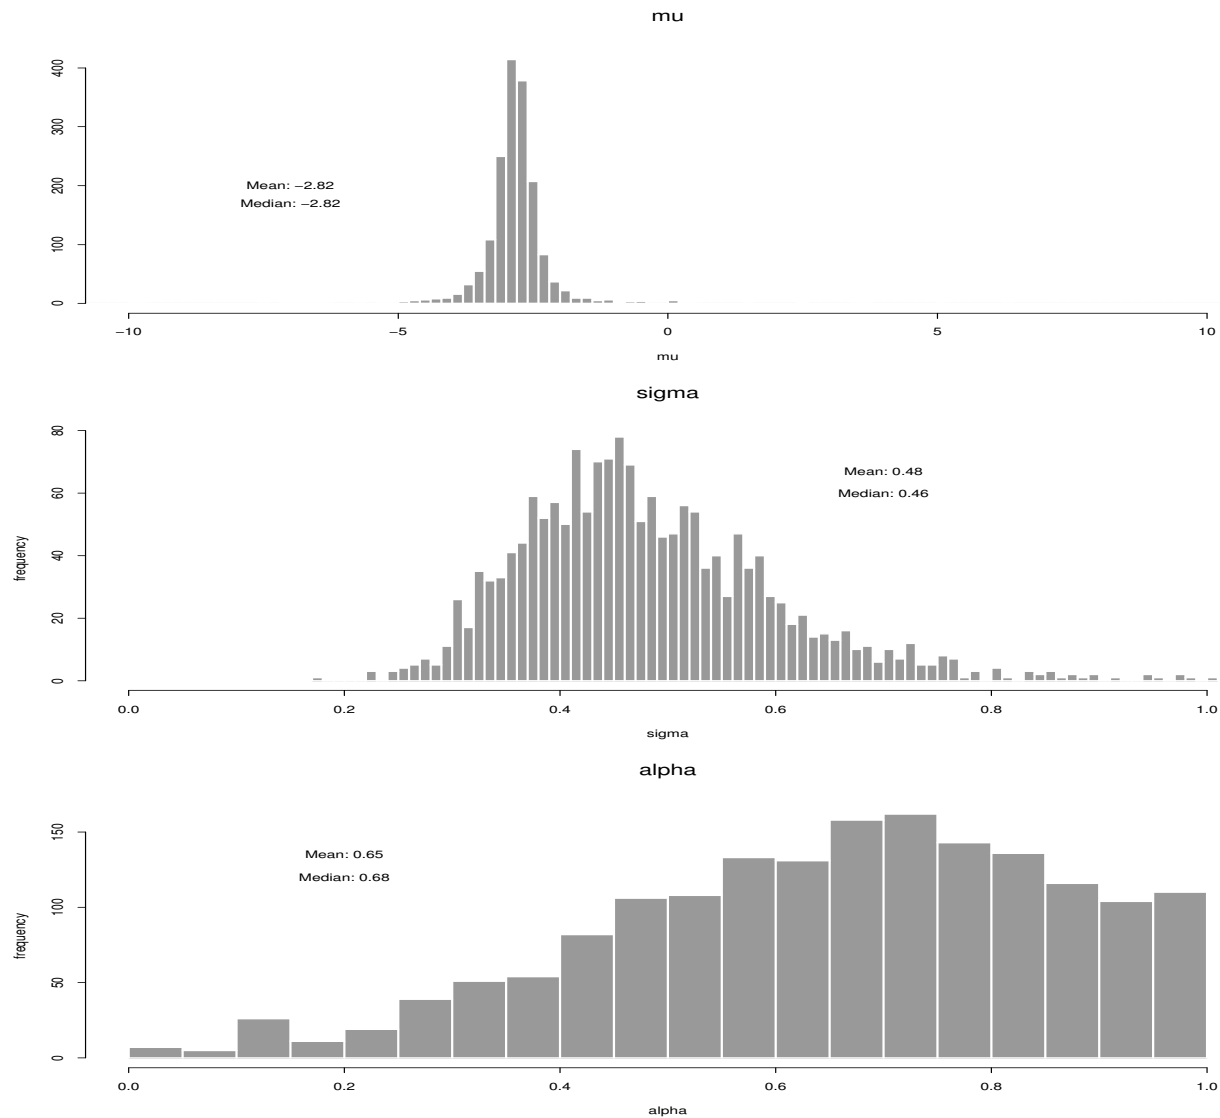 mu
400
300
200
100
0
Mean: −2.82
Median: −2.82
−10 −5 0 5 10
mu
sigma
80
60
40
20
0
frequency
Mean: 0.48
Median: 0.46
0.0 0.2 0.4 0.6 0.8 1.0
sigma
alpha
150
100
50
0
frequency
Mean: 0.65
Median: 0.68
0.0 0.2 0.4 0.6 0.8 1.0
alpha